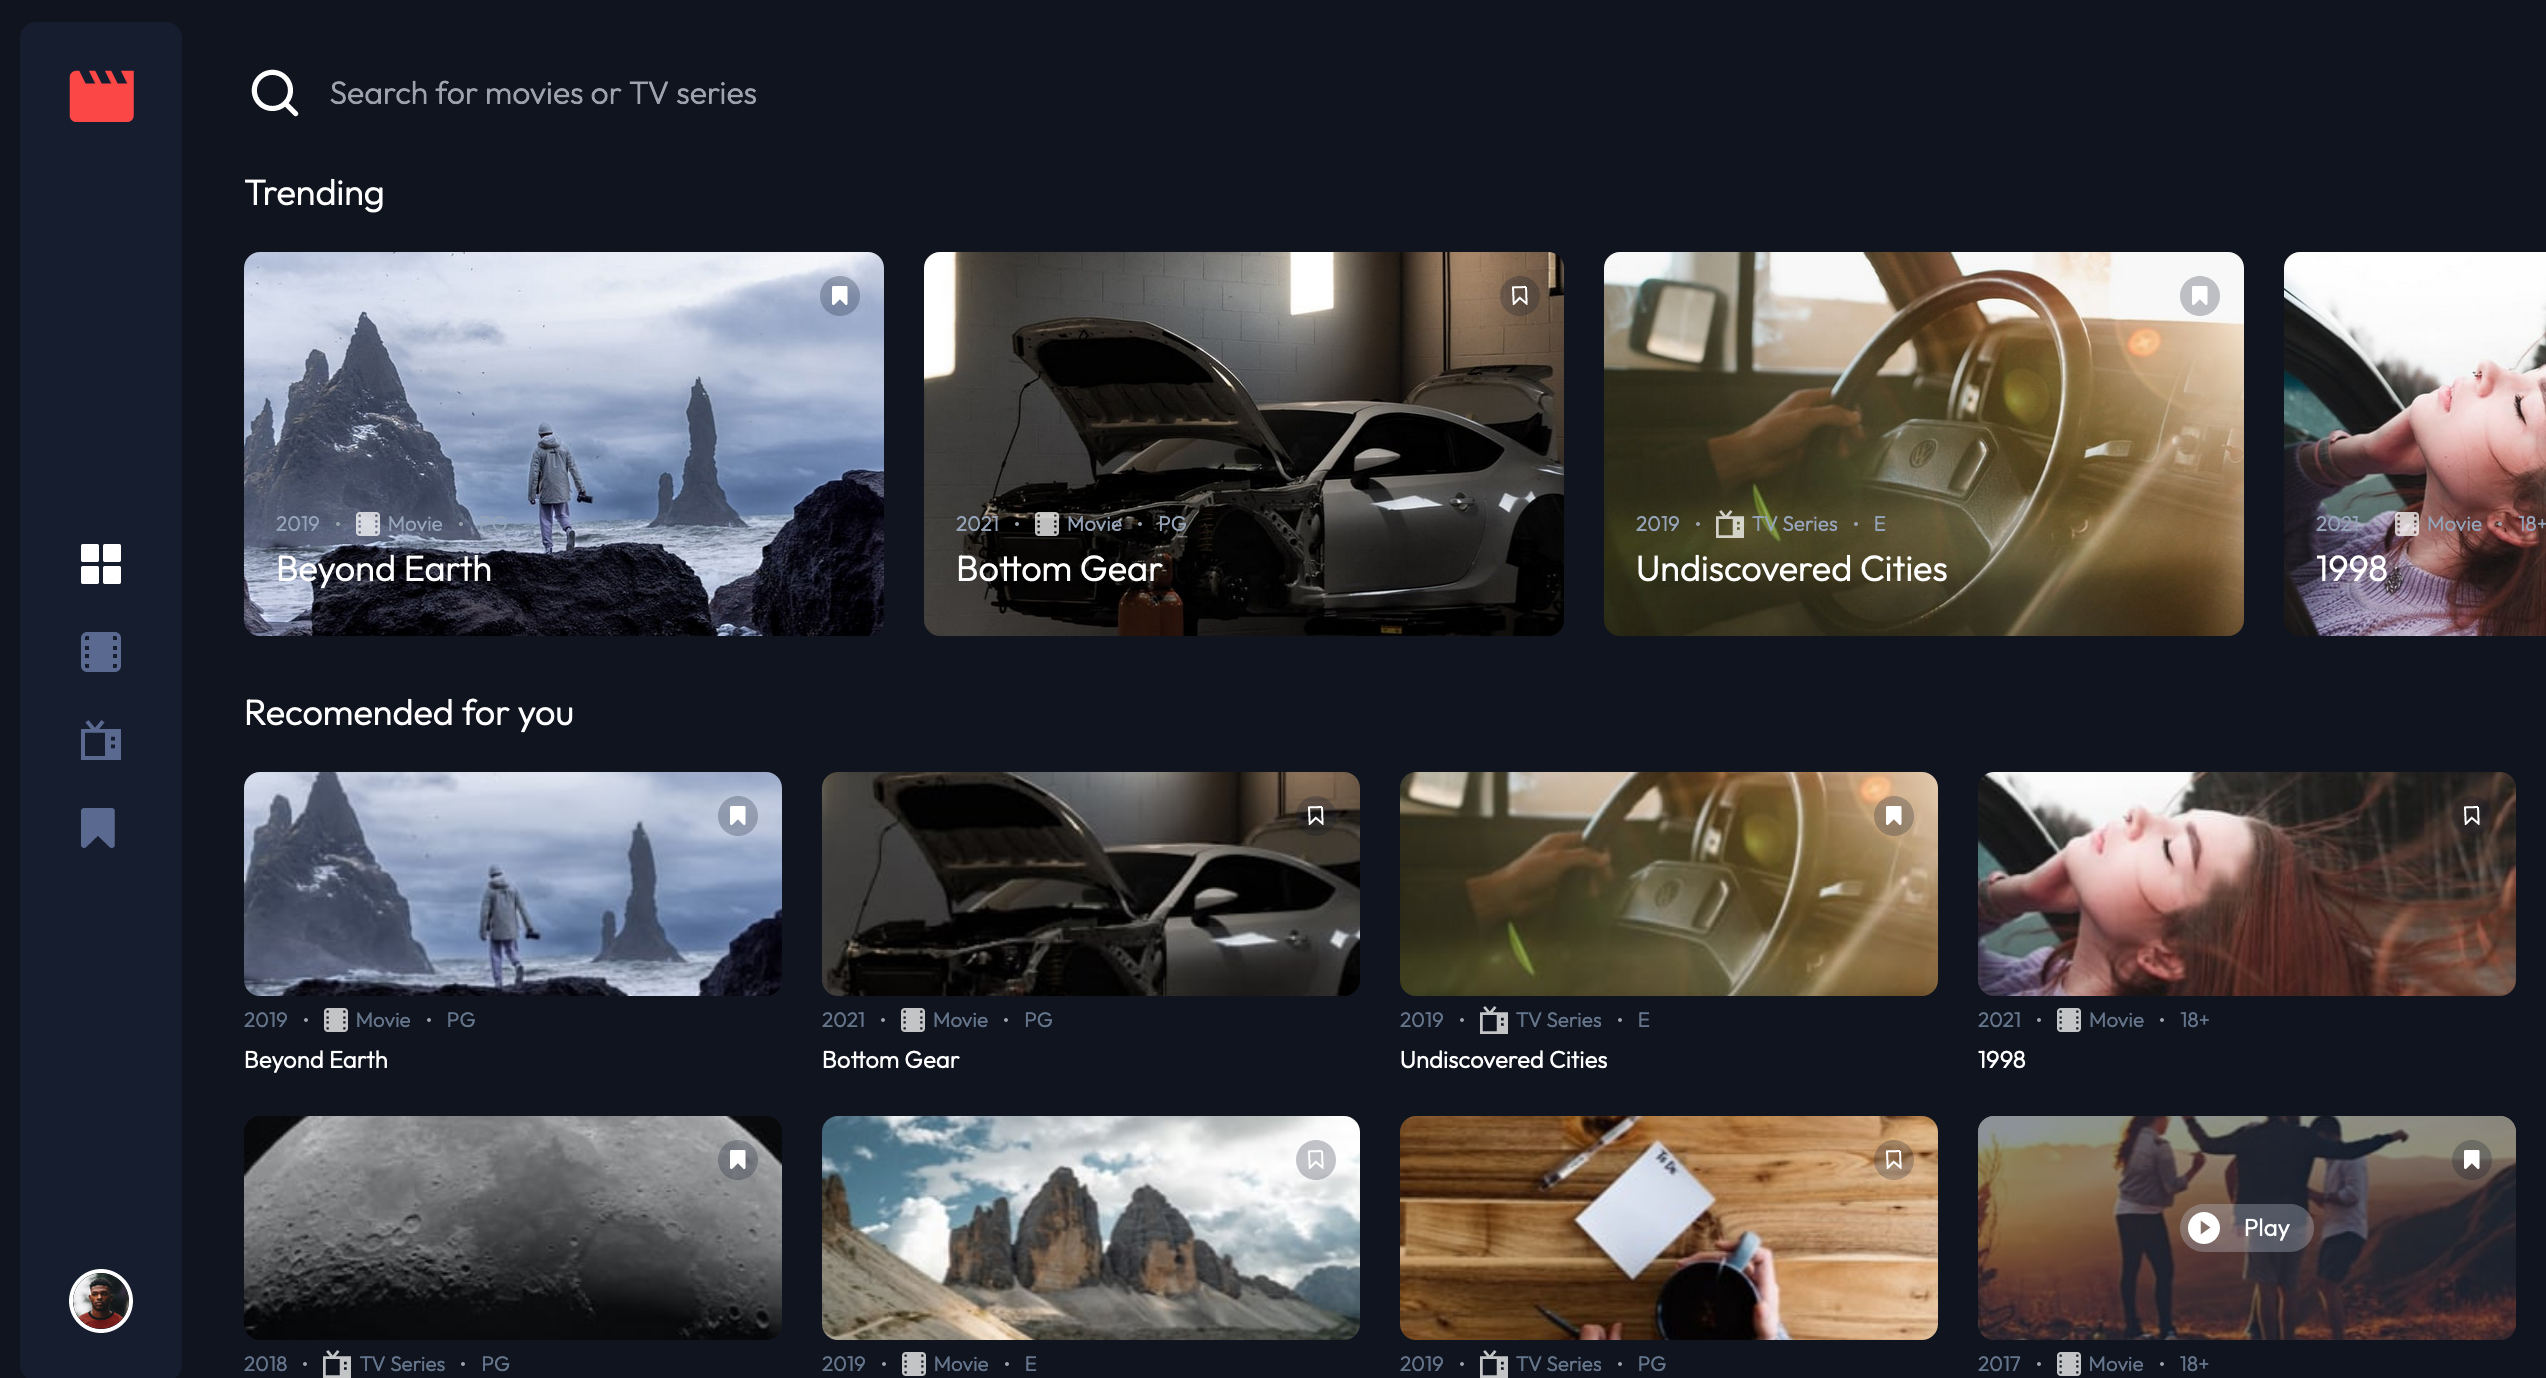 Search for movies or TV series
Trending
2019 • Movie •
Beyond Earth
2021 • Movie • PG
Bottom Gear
2019 • TV Series • E
Undiscovered Cities
2021 • Movie • 18+
1998
Recomended for you
2019 • Movie • PG
Beyond Earth
2021 • Movie • PG
Bottom Gear
2019 • TV Series • E
Undiscovered Cities
2021 • Movie • 18+
1998
To Do
Play
2018 • TV Series • PG
2019 • Movie • E
2019 • TV Series • PG
2017 • Movie • 18+